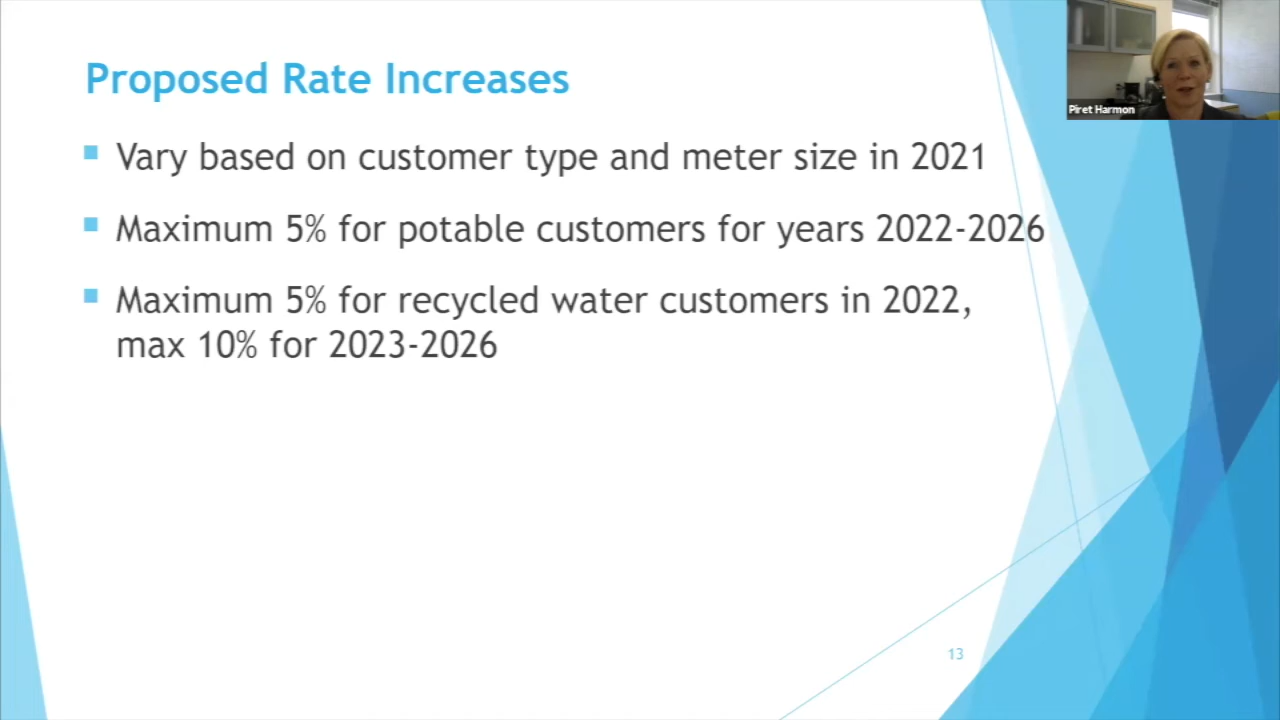 Proposed Rate Increases
Piret Harmon
Vary based on customer type and meter size in 2021
Maximum 5% for potable customers for years 2022-2026
Maximum 5% for recycled water customers in 2022,
max 10% for 2023-2026
13